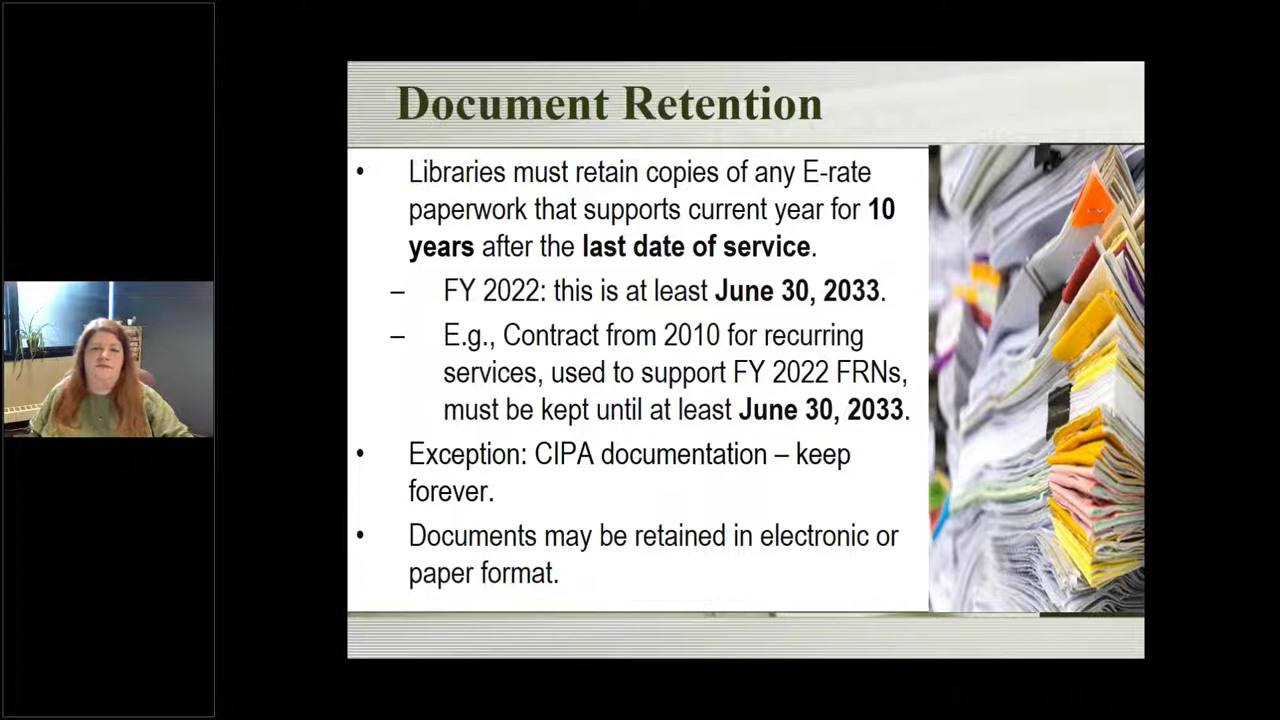 Document Retention
• Libraries must retain copies of any E-rate
paperwork that supports current year for 10
years after the last date of service.
– FY 2022: this is at least June 30, 2033.
– E.g., Contract from 2010 for recurring
services, used to support FY 2022 FRNs,
must be kept until at least June 30, 2033.
• Exception: CIPA documentation – keep
forever.
• Documents may be retained in electronic or
paper format.